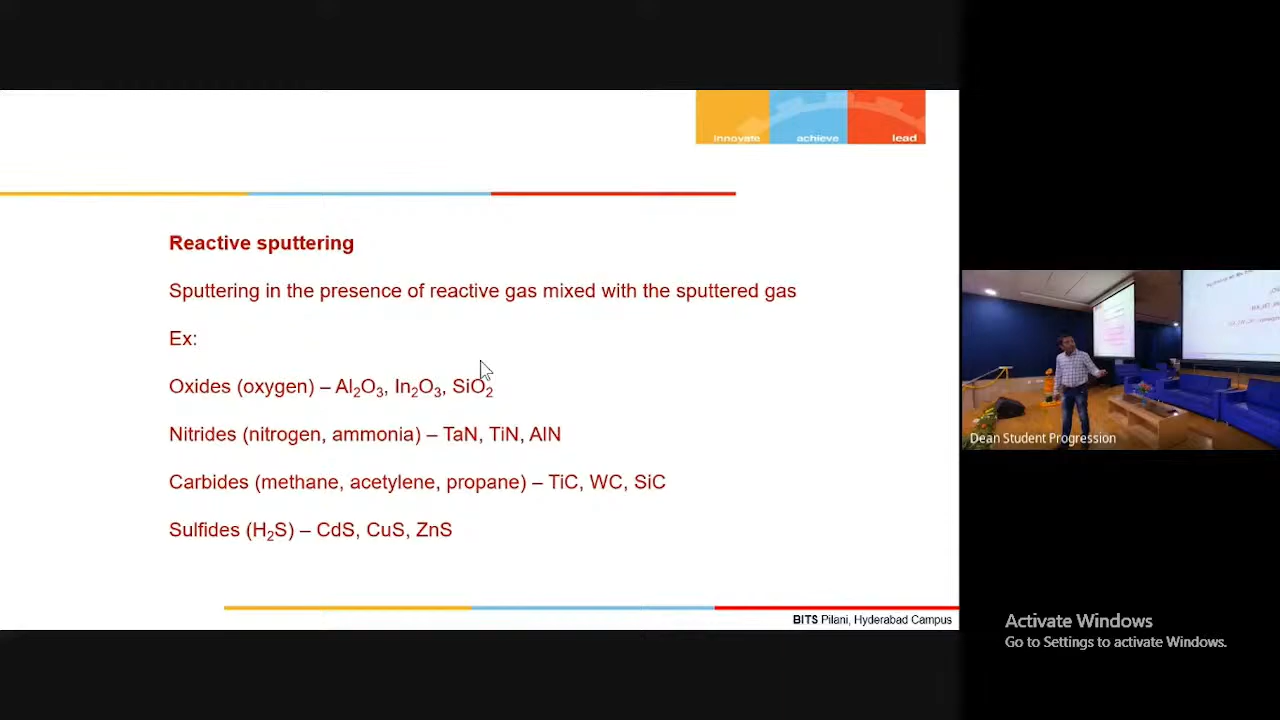 innovate achieve lead
Reactive sputtering
Sputtering in the presence of reactive gas mixed with the sputtered gas
Ex:
Oxides (oxygen) – Al₂O₃, In₂O₃, SiO₂
Nitrides (nitrogen, ammonia) – TaN, TiN, AlN
Carbides (methane, acetylene, propane) – TiC, WC, SiC
Sulfides (H₂S) – CdS, CuS, ZnS
BITS Pilani, Hyderabad Campus
Dean Student Progression
Activate Windows
Go to Settings to activate Windows.